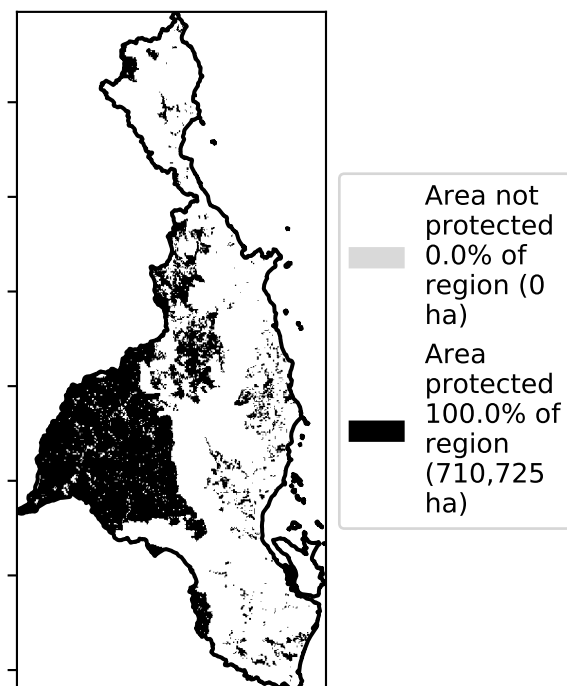 Area not
protected
0.0% of
region (0
ha)
Area
protected
100.0% of
region
(710,725
ha)